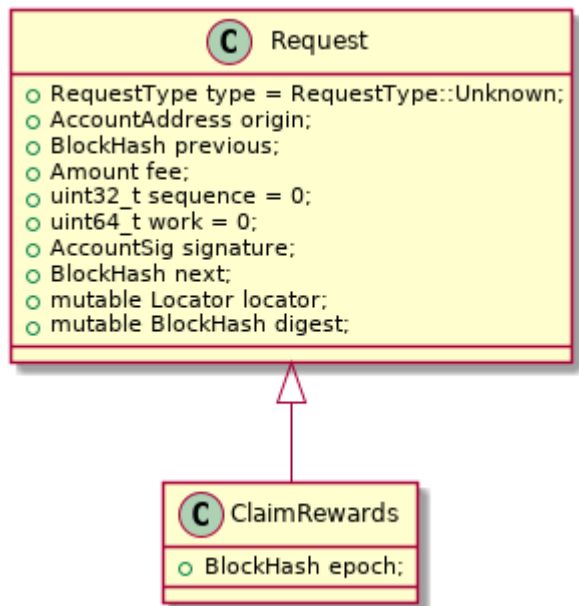 C Request
RequestType type = RequestType::Unknown;
AccountAddress origin;
BlockHash previous;
Amount fee;
uint32_t sequence = 0;
uint64_t work = 0;
AccountSig signature;
BlockHash next;
mutable Locator locator;
mutable BlockHash digest;
C ClaimRewards
BlockHash epoch;